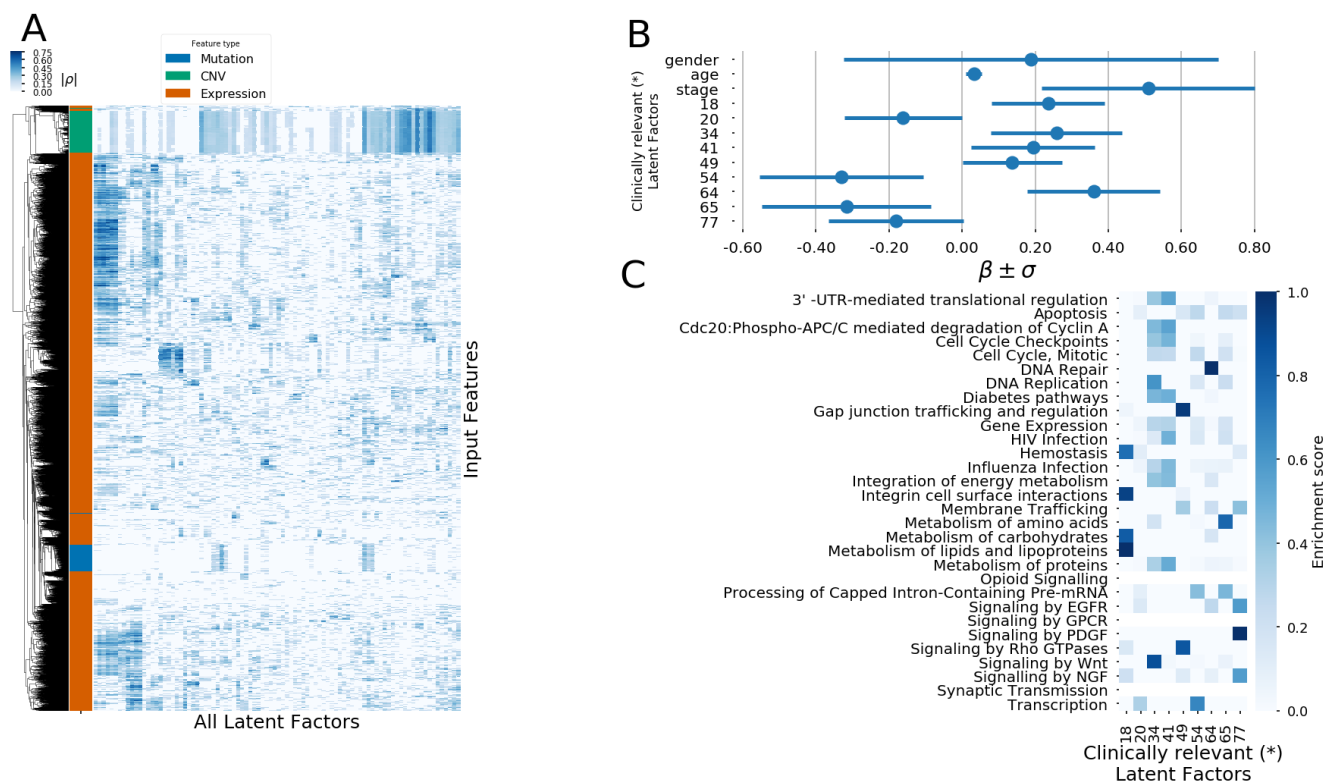 A
0.75
0.60
0.45
0.30
0.15
0.00
|ρ|
Feature type
Mutation
CNV
Expression
Input Features
All Latent Factors
B
Clinically relevant (*)
Latent Factors
gender
age
stage
18
20
34
41
49
54
64
65
77
-0.60 -0.40 -0.20 0.00 0.20 0.40 0.60 0.80
β ± σ
C
3' -UTR-mediated translational regulation
Apoptosis
Cdc20:Phospho-APC/C mediated degradation of Cyclin A
Cell Cycle Checkpoints
Cell Cycle, Mitotic
DNA Repair
DNA Replication
Diabetes pathways
Gap junction trafficking and regulation
Gene Expression
HIV Infection
Hemostasis
Influenza Infection
Integration of energy metabolism
Integrin cell surface interactions
Membrane Trafficking
Metabolism of amino acids
Metabolism of carbohydrates
Metabolism of lipids and lipoproteins
Metabolism of proteins
Opioid Signalling
Processing of Capped Intron-Containing Pre-mRNA
Signaling by EGFR
Signaling by GPCR
Signaling by PDGF
Signaling by Rho GTPases
Signaling by Wnt
Signalling by NGF
Synaptic Transmission
Transcription
18 20 34 41 49 54 64 65 77
Clinically relevant (*)
Latent Factors
1.0
0.8
0.6
0.4
0.2
0.0
Enrichment score